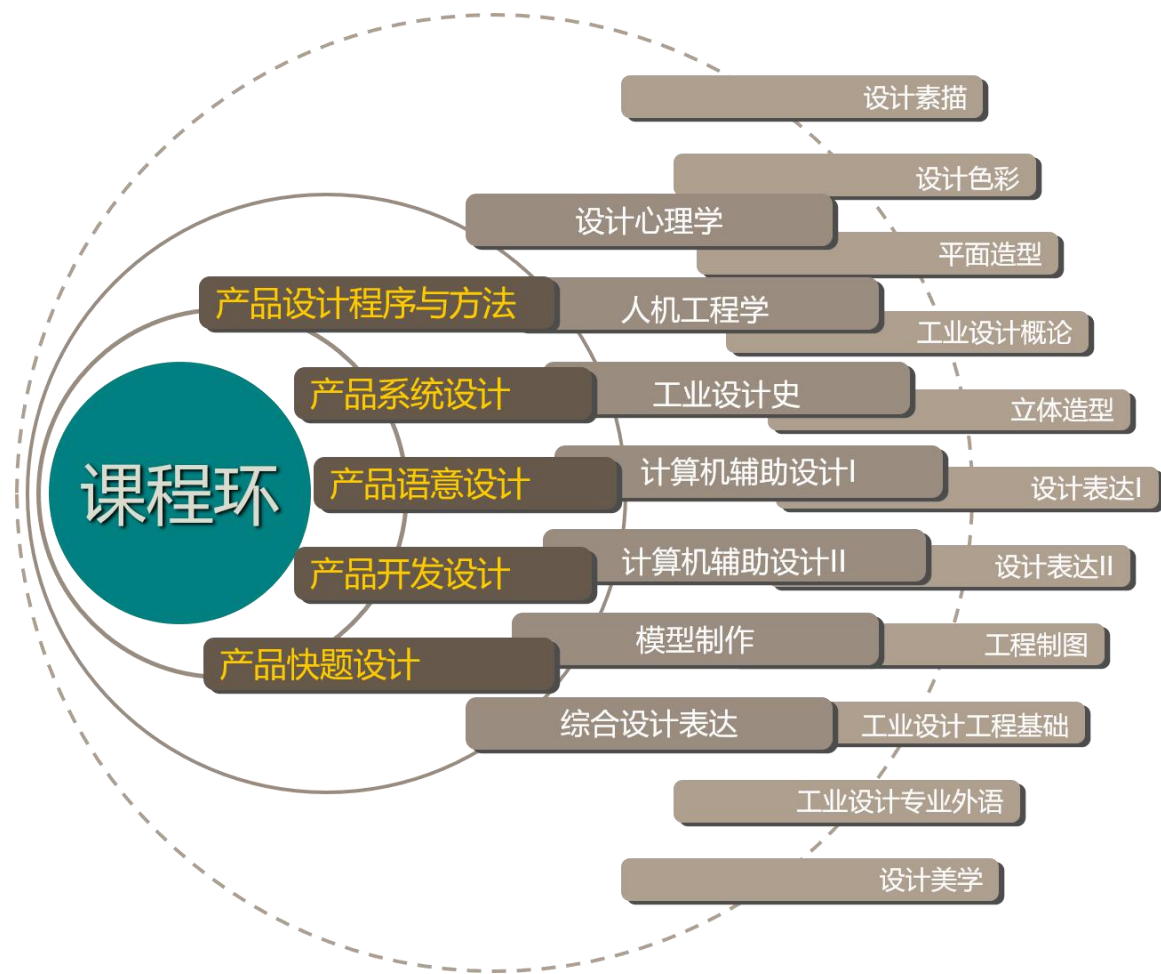 课程环
产品设计程序与方法
产品系统设计
产品语意设计
产品开发设计
产品快题设计
设计心理学
人机工程学
工业设计史
计算机辅助设计I
计算机辅助设计II
模型制作
综合设计表达
设计素描
设计色彩
平面造型
工业设计概论
立体造型
设计表达I
设计表达II
工程制图
工业设计工程基础
工业设计专业外语
设计美学